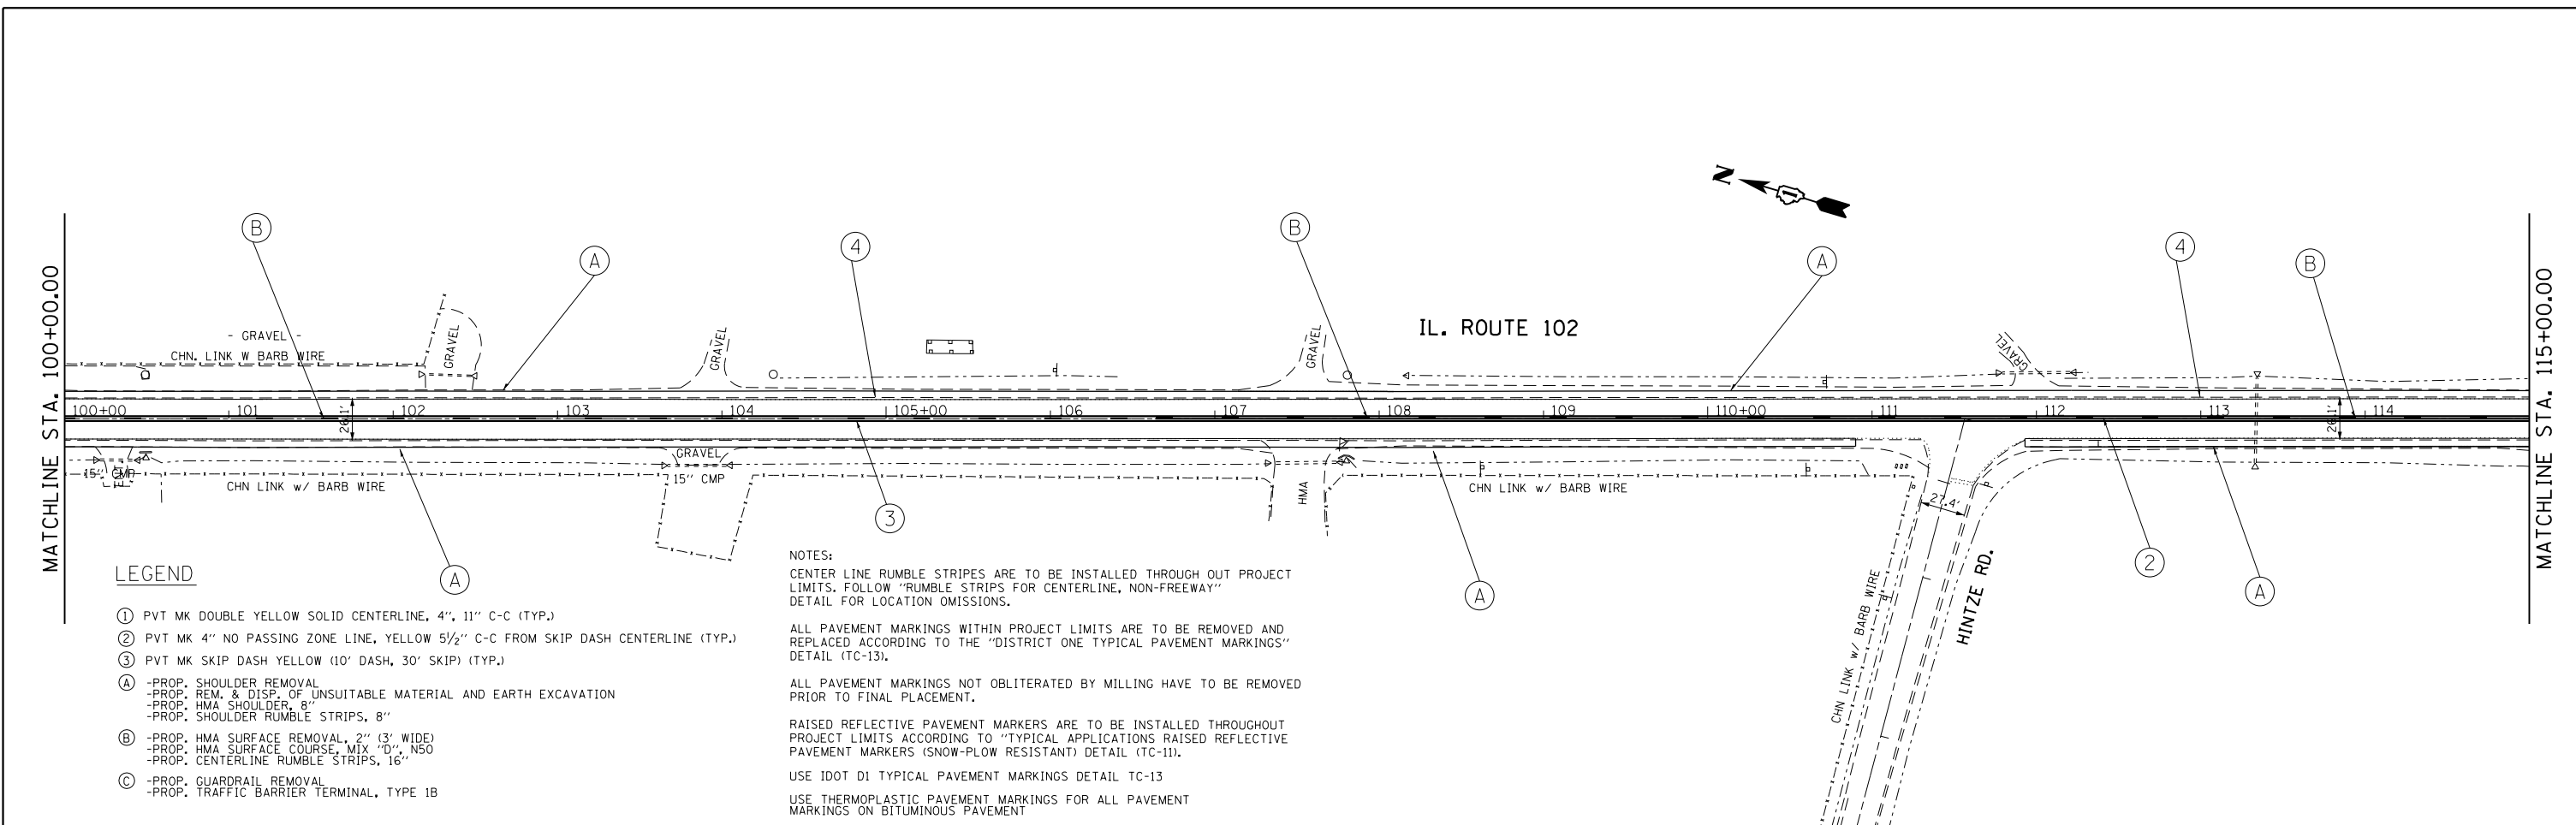 MATCHLINE STA. 100+00.00
MATCHLINE STA. 115+00.00
N
1
B
A
4
B
A
4
B
IL. ROUTE 102
- GRAVEL -
CHN. LINK W BARB WIRE
GRAVEL
GRAVEL
GRAVEL
GRAVEL
100+00 101 102 103 104 105+00 106 107 108 109 110+00 111 112 113 114
26.1'
26.1'
15" CMP
CHN LINK w/ BARB WIRE
GRAVEL
15" CMP
HMA
CHN LINK w/ BARB WIRE
27.4'
CHN LINK w/ BARB WIRE
HINTZE RD.
A
3
A
2
A
LEGEND
1 PVT MK DOUBLE YELLOW SOLID CENTERLINE, 4", 11" C-C (TYP.)
2 PVT MK 4" NO PASSING ZONE LINE, YELLOW 5½" C-C FROM SKIP DASH CENTERLINE (TYP.)
3 PVT MK SKIP DASH YELLOW (10' DASH, 30' SKIP) (TYP.)
A -PROP. SHOULDER REMOVAL
-PROP. REM. & DISP. OF UNSUITABLE MATERIAL AND EARTH EXCAVATION
-PROP. HMA SHOULDER, 8"
-PROP. SHOULDER RUMBLE STRIPS, 8"
B -PROP. HMA SURFACE REMOVAL, 2" (3' WIDE)
-PROP. HMA SURFACE COURSE, MIX "D", N50
-PROP. CENTERLINE RUMBLE STRIPS, 16"
C -PROP. GUARDRAIL REMOVAL
-PROP. TRAFFIC BARRIER TERMINAL, TYPE 1B
NOTES:
CENTER LINE RUMBLE STRIPES ARE TO BE INSTALLED THROUGH OUT PROJECT
LIMITS. FOLLOW "RUMBLE STRIPS FOR CENTERLINE, NON-FREEWAY"
DETAIL FOR LOCATION OMISSIONS.
ALL PAVEMENT MARKINGS WITHIN PROJECT LIMITS ARE TO BE REMOVED AND
REPLACED ACCORDING TO THE "DISTRICT ONE TYPICAL PAVEMENT MARKINGS"
DETAIL (TC-13).
ALL PAVEMENT MARKINGS NOT OBLITERATED BY MILLING HAVE TO BE REMOVED
PRIOR TO FINAL PLACEMENT.
RAISED REFLECTIVE PAVEMENT MARKERS ARE TO BE INSTALLED THROUGHOUT
PROJECT LIMITS ACCORDING TO "TYPICAL APPLICATIONS RAISED REFLECTIVE
PAVEMENT MARKERS (SNOW-PLOW RESISTANT) DETAIL (TC-11).
USE IDOT D1 TYPICAL PAVEMENT MARKINGS DETAIL TC-13
USE THERMOPLASTIC PAVEMENT MARKINGS FOR ALL PAVEMENT
MARKINGS ON BITUMINOUS PAVEMENT